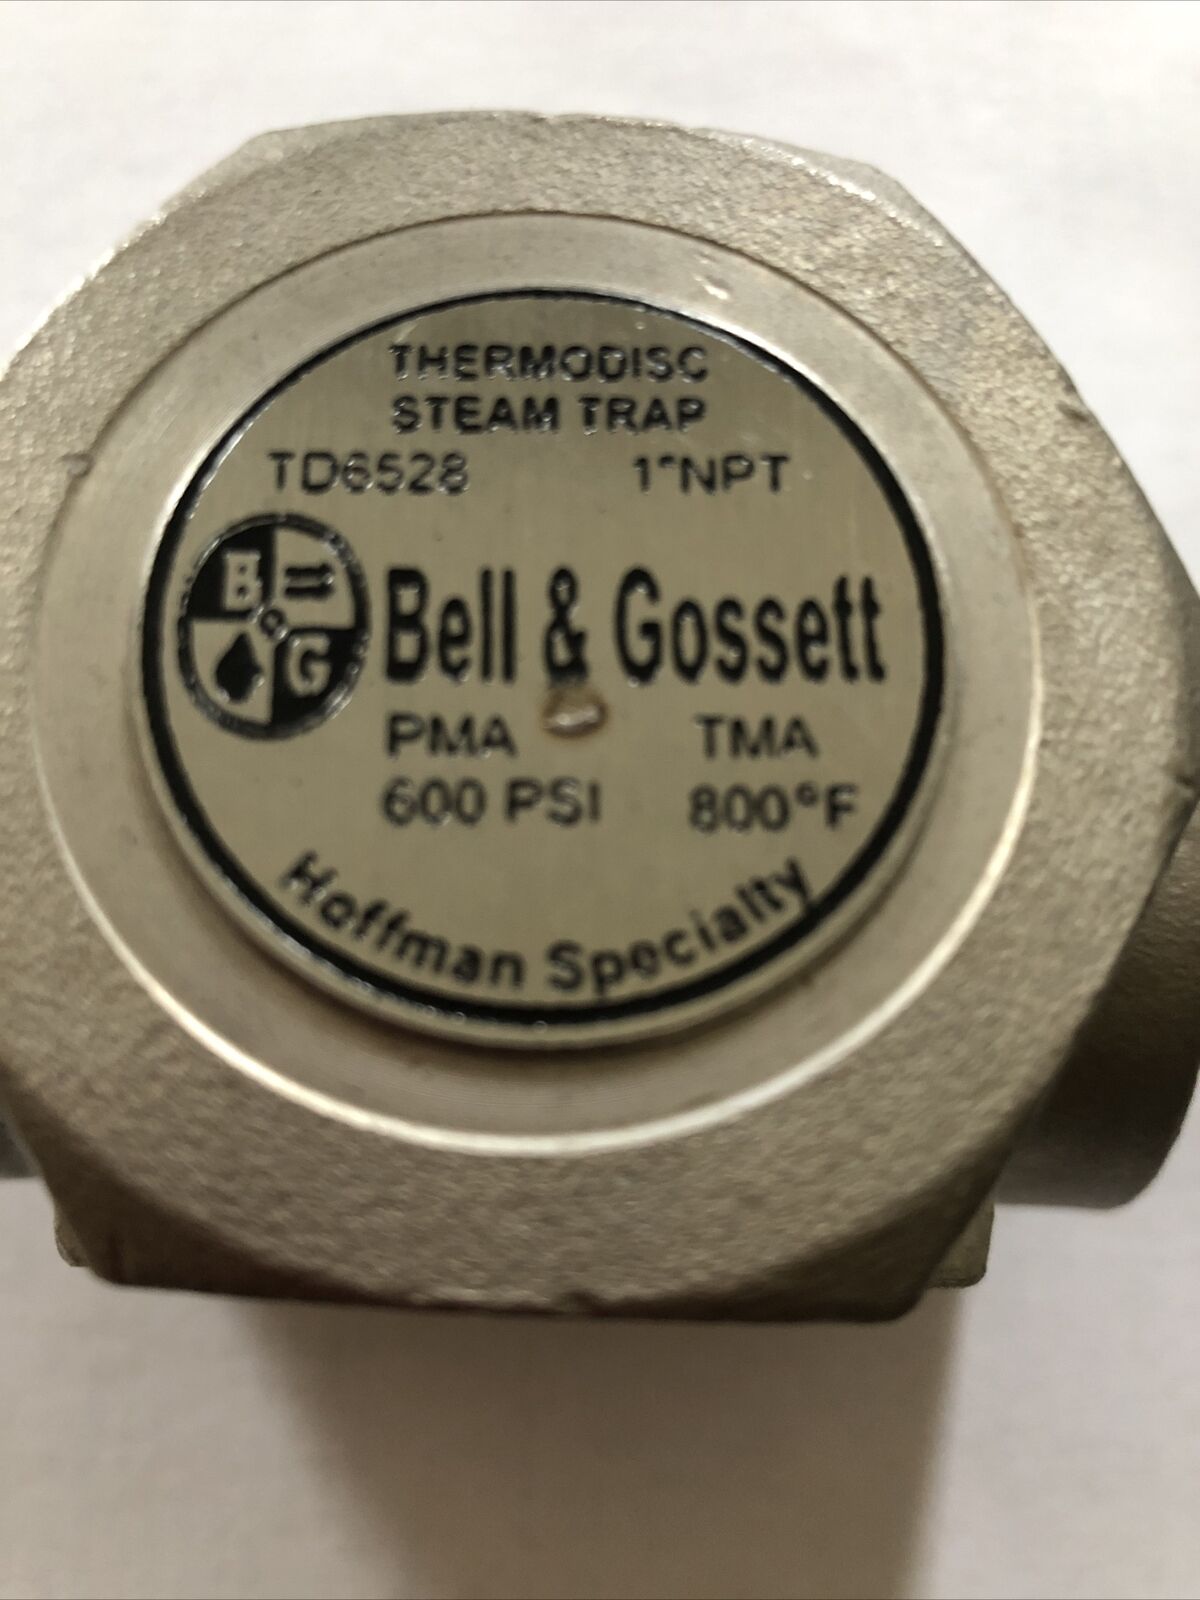 THERMODISC
STEAM TRAP
TD6528 1"NPT
B G
Bell & Gossett
PMA TMA
600 PSI 800°F
Hoffman Specialty